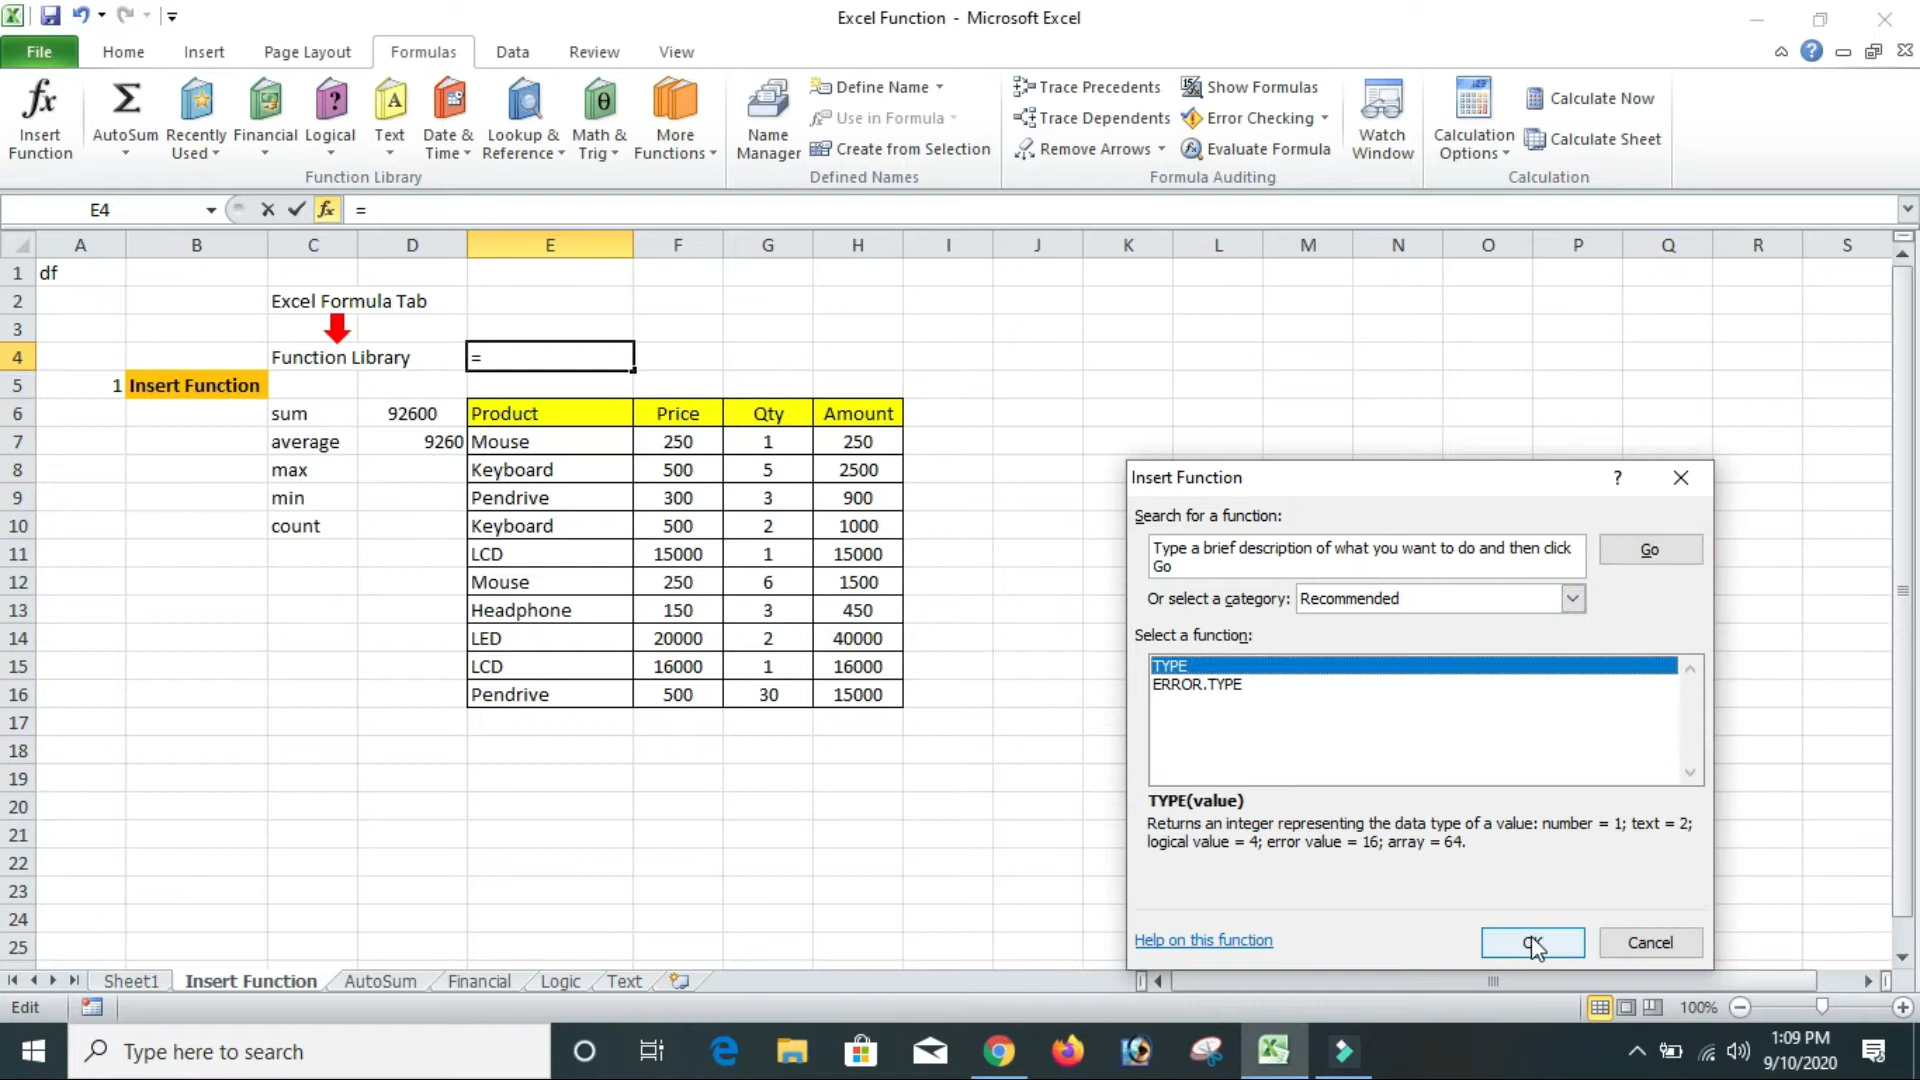 Excel Function - Microsoft Excel
File Home Insert Page Layout Formulas Data Review View
fx Insert Function
Σ AutoSum
Recently Used
Financial
Logical
Text
Date & Time
Lookup & Reference
Math & Trig
More Functions
Function Library
Name Manager
Define Name
Use in Formula
Create from Selection
Defined Names
Trace Precedents
Trace Dependents
Remove Arrows
Show Formulas
Error Checking
Evaluate Formula
Formula Auditing
Watch Window
Calculation Options
Calculate Now
Calculate Sheet
Calculation
E4 fx =
A B C D E F G H I J K L M N O P Q R S
1 df
2 Excel Formula Tab
3
4 Function Library =
5 1 Insert Function
6 sum 92600 Product Price Qty Amount
7 average 9260 Mouse 250 1 250
8 max Keyboard 500 5 2500
9 min Pendrive 300 3 900
10 count Keyboard 500 2 1000
11 LCD 15000 1 15000
12 Mouse 250 6 1500
13 Headphone 150 3 450
14 LED 20000 2 40000
15 LCD 16000 1 16000
16 Pendrive 500 30 15000
17
18
19
20
21
22
23
24
25
Insert Function ?
Search for a function:
Type a brief description of what you want to do and then click
Go
Go
Or select a category: Recommended
Select a function:
TYPE
ERROR.TYPE
TYPE(value)
Returns an integer representing the data type of a value: number = 1; text = 2;
logical value = 4; error value = 16; array = 64.
Help on this function OK Cancel
Sheet1 Insert Function AutoSum Financial Logic Text
Edit 100%
Type here to search
1:09 PM
9/10/2020